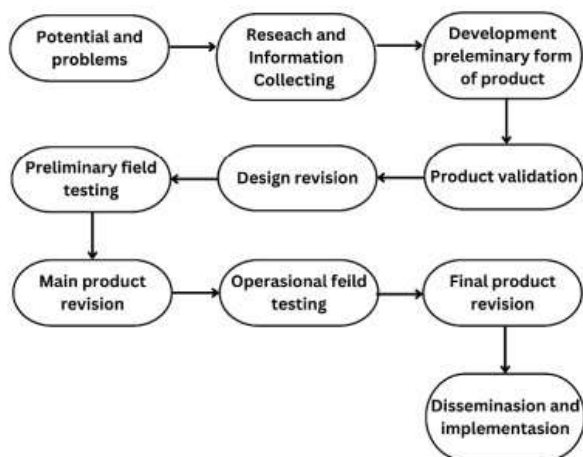 Potential and
problems
Reseach and
Information
Collecting
Development
preleminary form
of product
Product validation
Design revision
Preliminary field
testing
Main product
revision
Operasional feild
testing
Final product
revision
Disseminasion and
implementasion